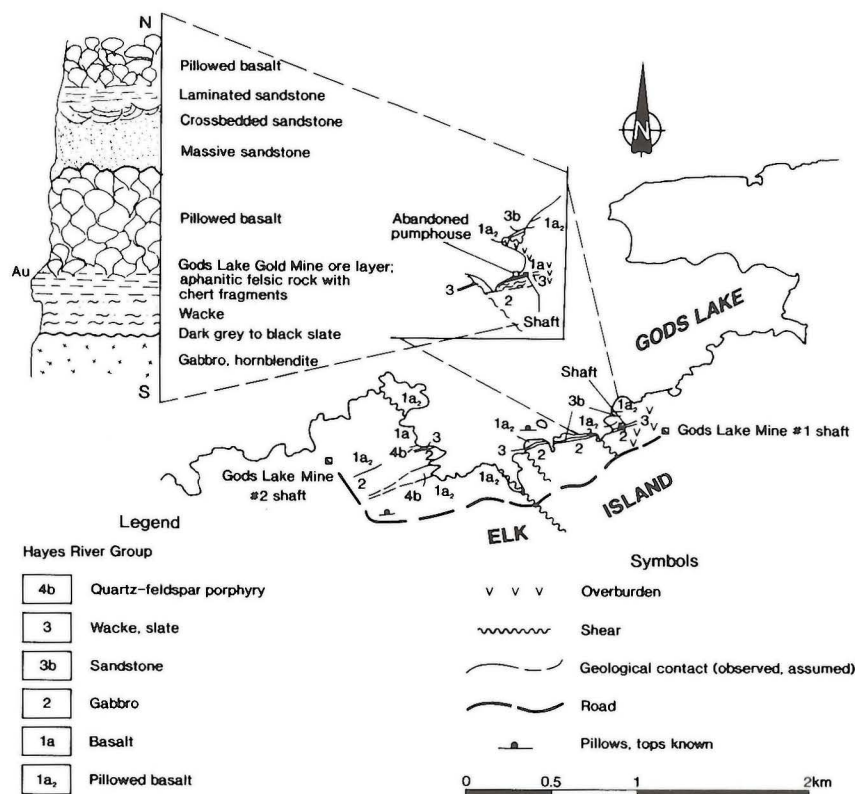 N
Pillowed basalt
Laminated sandstone
Crossbedded sandstone
Massive sandstone
Pillowed basalt
Au
Gods Lake Gold Mine ore layer;
aphanitic felsic rock with
chert fragments
Wacke
Dark grey to black slate
Gabbro, hornblendite
S
N
3b
1a₂
1a₂
Abandoned
pumphouse
1a
3
3
2
Shaft
GODS LAKE
Shaft
3b
1a₂
1a₂
1a₂
3
2
Gods Lake Mine #1 shaft
1a₂
3
2
2
1a₂
1a
3
4b
2
1a₂
2
4b
1a₂
1a₂
Gods Lake Mine
#2 shaft
ELK
ISLAND
Legend
Hayes River Group
4b Quartz-feldspar porphyry
3 Wacke, slate
3b Sandstone
2 Gabbro
1a Basalt
1a₂ Pillowed basalt
Symbols
Overburden
Shear
Geological contact (observed, assumed)
Road
Pillows, tops known
0 0.5 1 2km